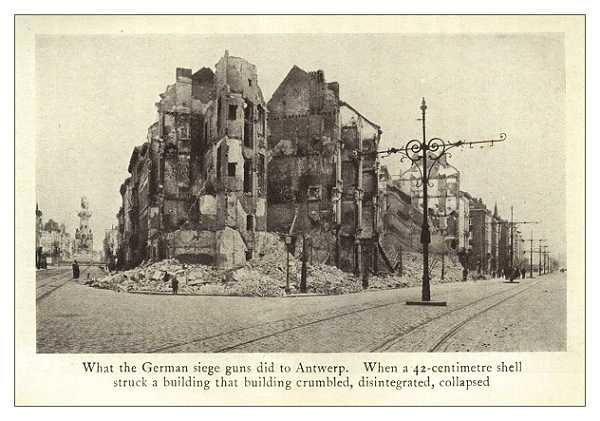 What the German siege guns did to Antwerp. When a 42-centimetre shell
struck a building that building crumbled, disintegrated, collapsed